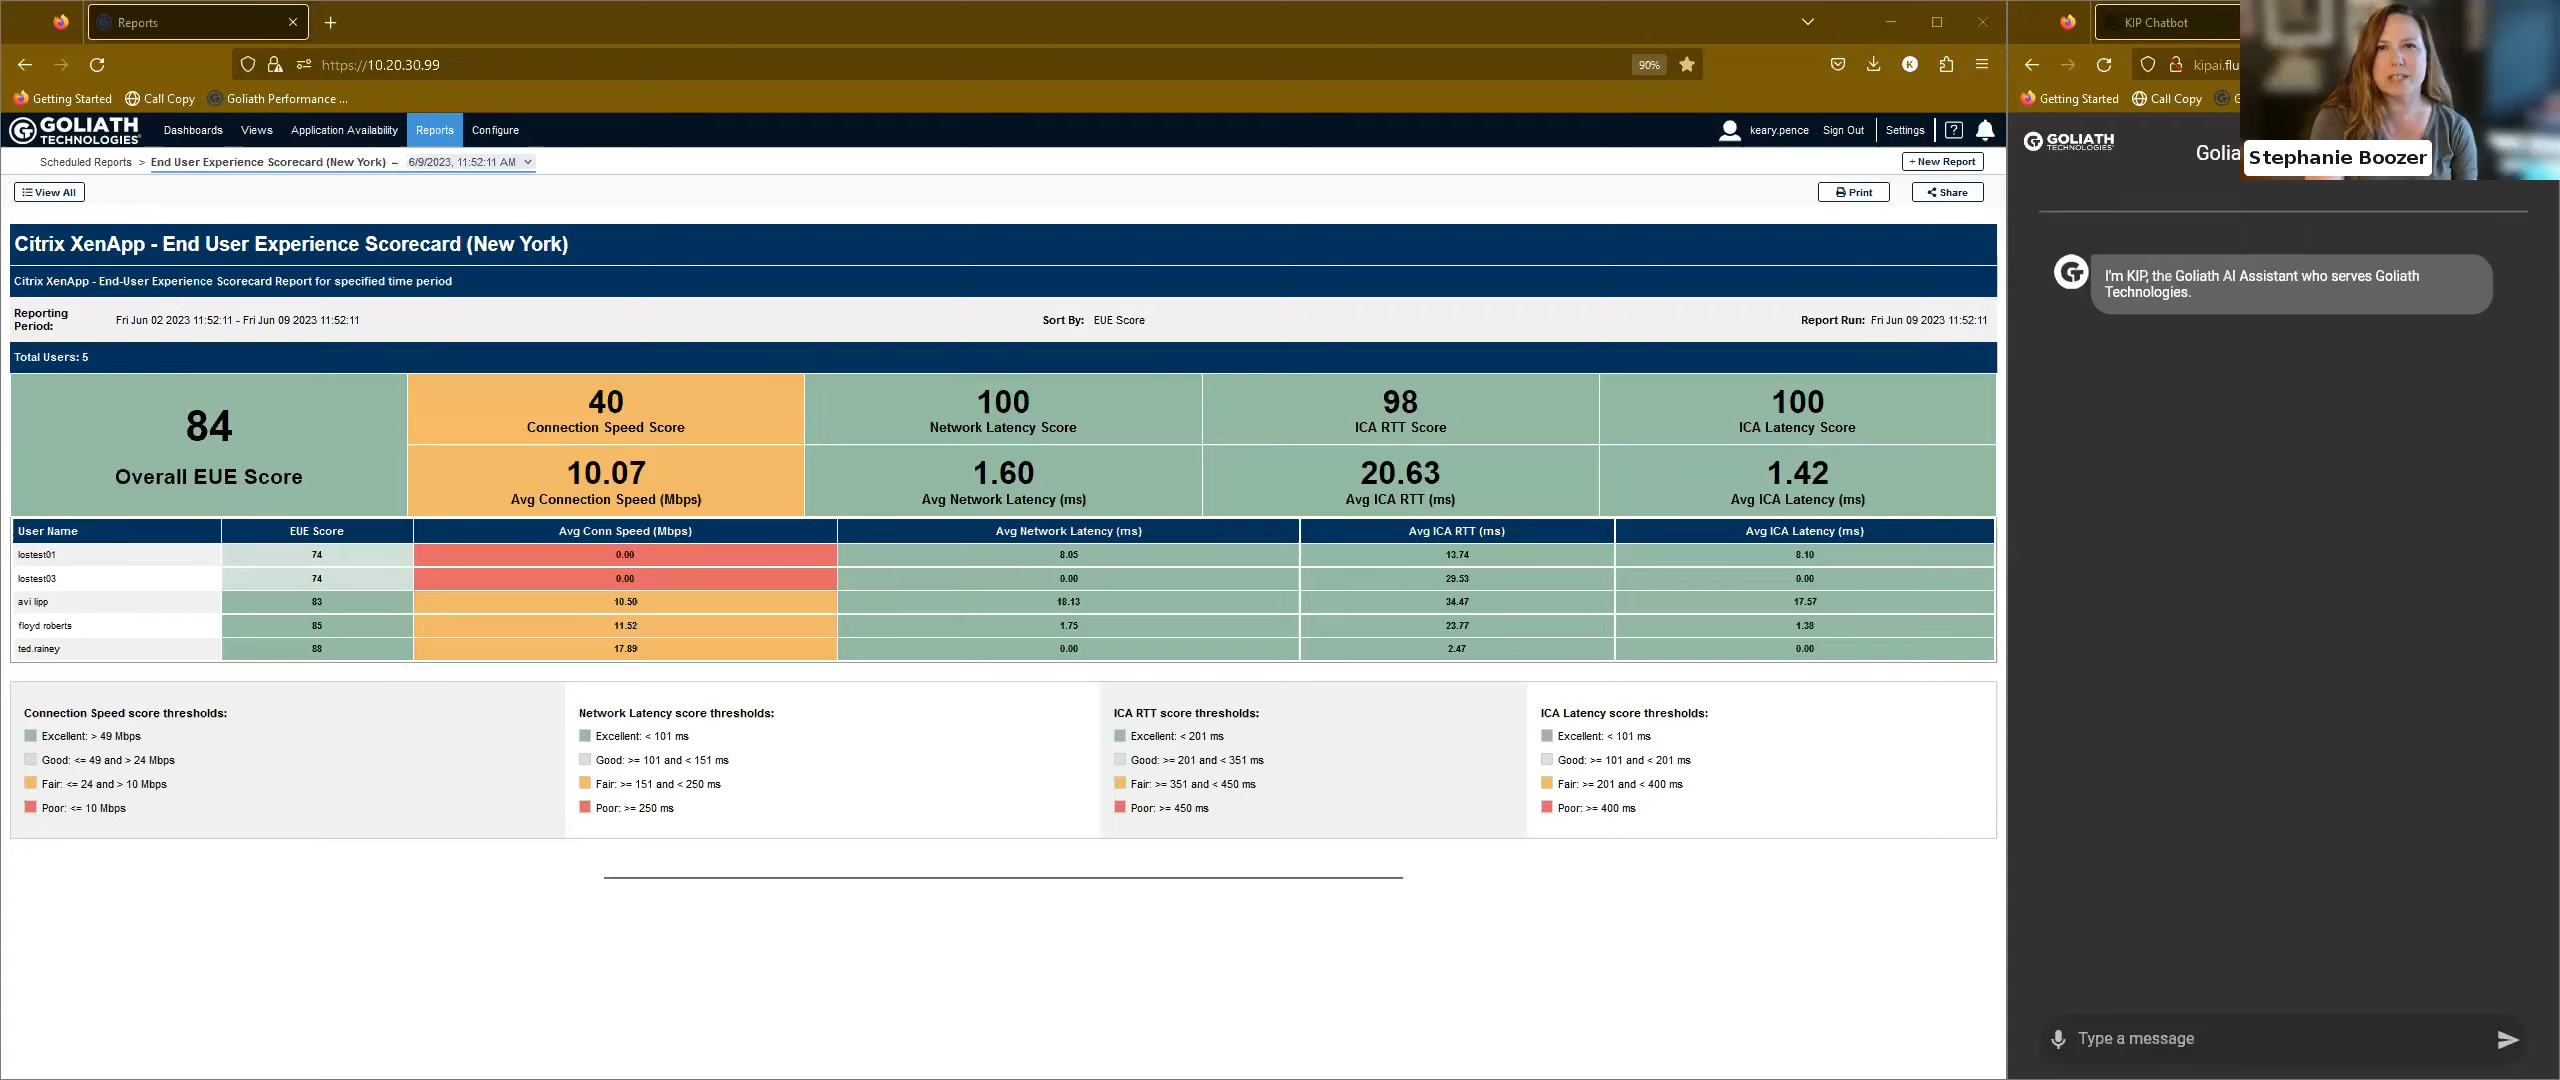 Reports
https://10.20.30.99
90%
K
Getting Started Call Copy Goliath Performance ...
GOLIATH TECHNOLOGIES Dashboards Views Application Availability Reports Configure keary.pence Sign Out Settings ?
Scheduled Reports > End User Experience Scorecard (New York) – 6/9/2023, 11:52:11 AM + New Report
View All Print Share
Citrix XenApp - End User Experience Scorecard (New York)
Citrix XenApp - End-User Experience Scorecard Report for specified time period
Reporting Period: Fri Jun 02 2023 11:52:11 - Fri Jun 09 2023 11:52:11 Sort By: EUE Score Report Run: Fri Jun 09 2023 11:52:11
Total Users: 5
84
Overall EUE Score
40 100 98 100
Connection Speed Score Network Latency Score ICA RTT Score ICA Latency Score
10.07 1.60 20.63 1.42
Avg Connection Speed (Mbps) Avg Network Latency (ms) Avg ICA RTT (ms) Avg ICA Latency (ms)
User Name EUE Score Avg Conn Speed (Mbps) Avg Network Latency (ms) Avg ICA RTT (ms) Avg ICA Latency (ms)
lostest01 74 0.00 8.05 13.74 8.10
lostest03 74 0.00 0.00 29.53 0.00
avi lipp 83 10.50 18.13 34.47 17.57
floyd roberts 85 11.52 1.75 23.77 1.38
ted.rainey 88 17.89 0.00 2.47 0.00
Connection Speed score thresholds: Network Latency score thresholds: ICA RTT score thresholds: ICA Latency score thresholds:
Excellent: > 49 Mbps Excellent: < 101 ms Excellent: < 201 ms Excellent: < 101 ms
Good: <= 49 and > 24 Mbps Good: >= 101 and < 151 ms Good: >= 201 and < 351 ms Good: >= 101 and < 201 ms
Fair: <= 24 and > 10 Mbps Fair: >= 151 and < 250 ms Fair: >= 351 and < 450 ms Fair: >= 201 and < 400 ms
Poor: <= 10 Mbps Poor: >= 250 ms Poor: >= 450 ms Poor: >= 400 ms
KIP Chatbot
kipai.flu
Getting Started Call Copy G
GOLIATH TECHNOLOGIES
Golia
Stephanie Boozer
I'm KIP, the Goliath AI Assistant who serves Goliath
Technologies.
Type a message